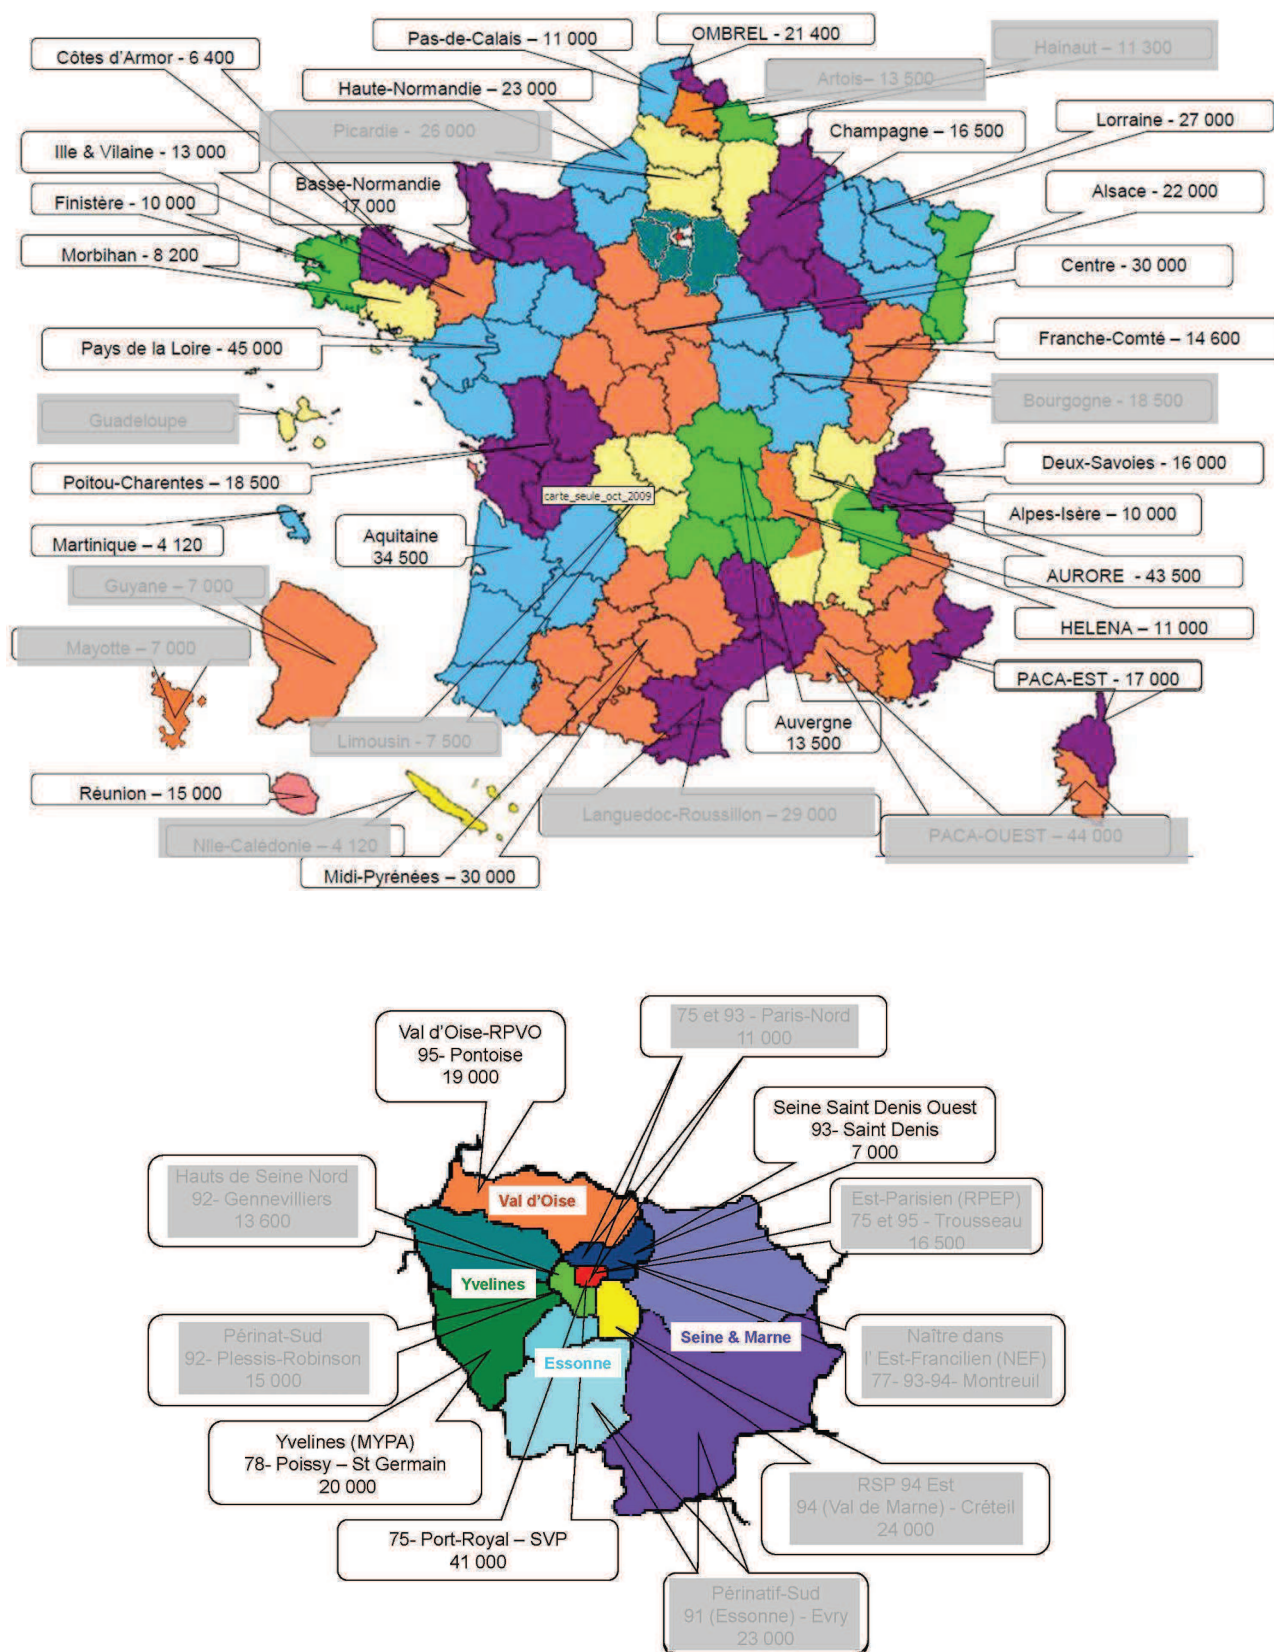 Pas-de-Calais – 11 000
OMBREL - 21 400
Hainaut – 11 300
Côtes d'Armor - 6 400
Haute-Normandie – 23 000
Artois– 13 500
Picardie - 26 000
Champagne – 16 500
Lorraine – 27 000
Ille & Vilaine - 13 000
Basse-Normandie
17 000
Alsace - 22 000
Finistère - 10 000
Morbihan - 8 200
Centre - 30 000
Pays de la Loire - 45 000
Franche-Comté – 14 600
Guadeloupe
Bourgogne - 18 500
Poitou-Charentes – 18 500
Deux-Savoies - 16 000
carte_seule_oct_2009
Alpes-Isère – 10 000
Martinique – 4 120
Aquitaine
34 500
AURORE - 43 500
Guyane – 7 000
HELENA – 11 000
Mayotte – 7 000
PACA-EST - 17 000
Limousin - 7 500
Auvergne
13 500
Réunion – 15 000
Languedoc-Roussillon – 29 000
PACA-OUEST – 44 000
Nlle-Calédonie – 4 120
Midi-Pyrénées – 30 000
75 et 93 - Paris-Nord
11 000
Val d'Oise-RPVO
95- Pontoise
19 000
Seine Saint Denis Ouest
93- Saint Denis
7 000
Hauts de Seine Nord
92- Gennevilliers
13 600
Val d'Oise
Est-Parisien (RPEP)
75 et 95 - Trousseau
16 500
Yvelines
Périnat-Sud
92- Plessis-Robinson
15 000
Essonne
Seine & Marne
Naître dans
l' Est-Francilien (NEF)
77- 93-94- Montreuil
Yvelines (MYPA)
78- Poissy – St Germain
20 000
RSP 94 Est
94 (Val de Marne) - Créteil
24 000
75- Port-Royal – SVP
41 000
Périnatif-Sud
91 (Essonne) - Evry
23 000